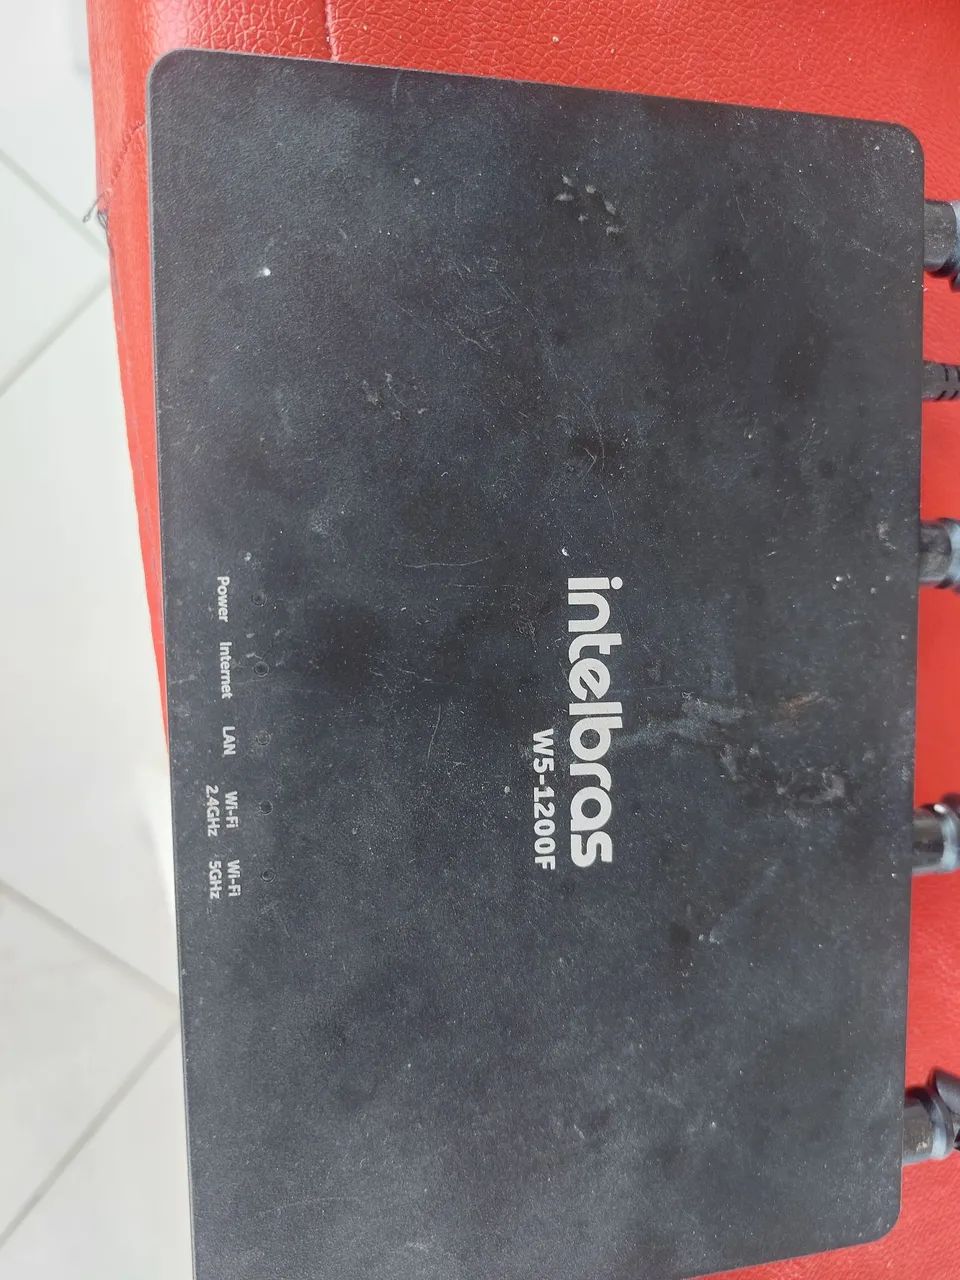 intelbras
W5-1200F
Power
Internet
LAN
Wi-Fi
2.4GHz
Wi-Fi
5GHz